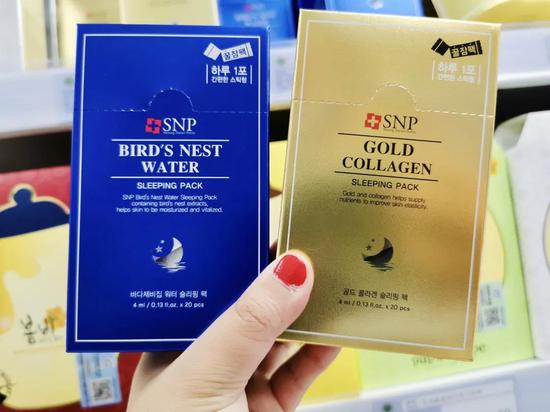 꿀잠팩
하루 1포
간편한 스틱형
SNP
BIRD'S NEST
WATER
SLEEPING PACK
SNP Bird's Nest Water Sleeping Pack
containing bird's nest extracts,
helps skin to be moisturized and vitalized.
바다제비집 워터 슬리핑 팩
4 ml / 0.13 fl.oz. x 20 pcs
꿀잠팩
하루 1포
간편한 스틱형
SNP
GOLD
COLLAGEN
SLEEPING PACK
Gold and collagen helps supply
nutrients to improve skin elasticity.
골드 콜라겐 슬리핑 팩
4 ml / 0.13 fl.oz. x 20 pcs
봄비